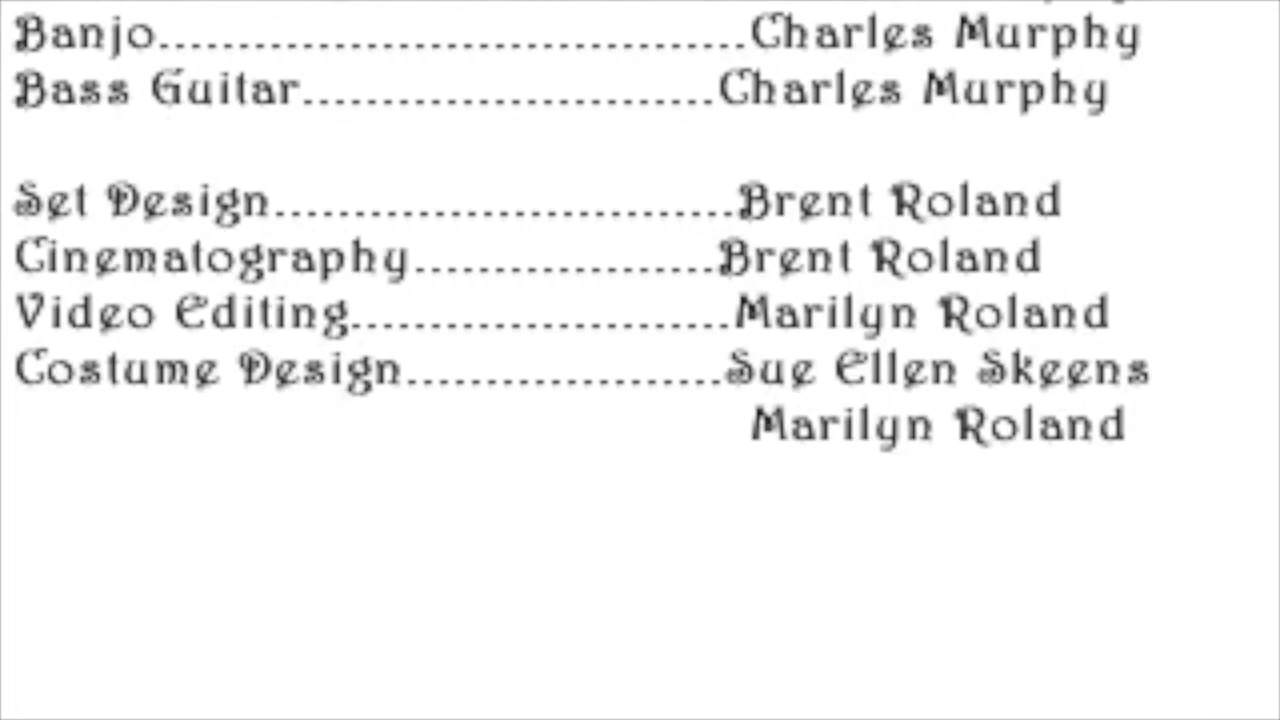 Banjo......................................Charles Murphy
Bass Guitar...........................Charles Murphy
Set Design..............................Brent Roland
Cinematography....................Brent Roland
Video Editing.........................Marilyn Roland
Costume Design.....................Sue Ellen Skeens
Marilyn Roland